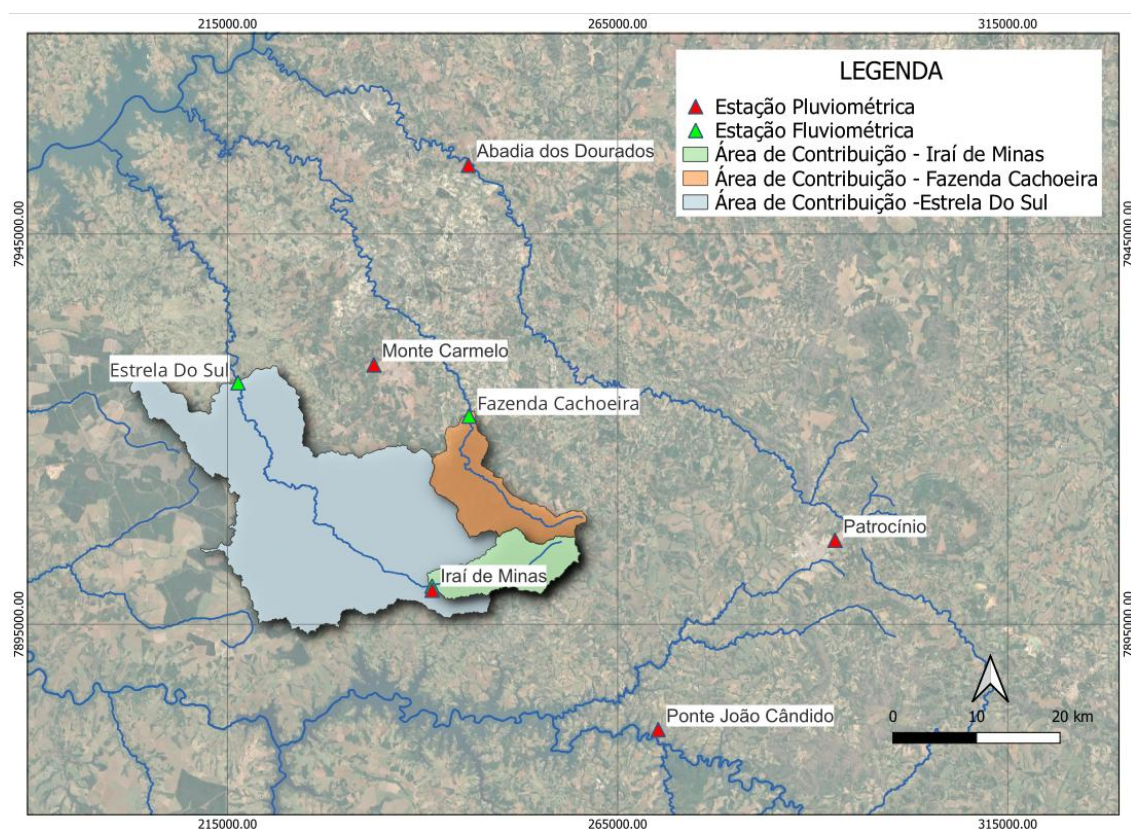 215000.00
265000.00
315000.00
LEGENDA
Estação Pluviométrica
Estação Fluviométrica
Área de Contribuição - Iraí de Minas
Área de Contribuição - Fazenda Cachoeira
Área de Contribuição -Estrela Do Sul
Abadia dos Dourados
7945000.00
7945000.00
Monte Carmelo
Estrela Do Sul
Fazenda Cachoeira
Patrocínio
Iraí de Minas
7895000.00
7895000.00
Ponte João Cândido
0 10 20 km
215000.00
265000.00
315000.00